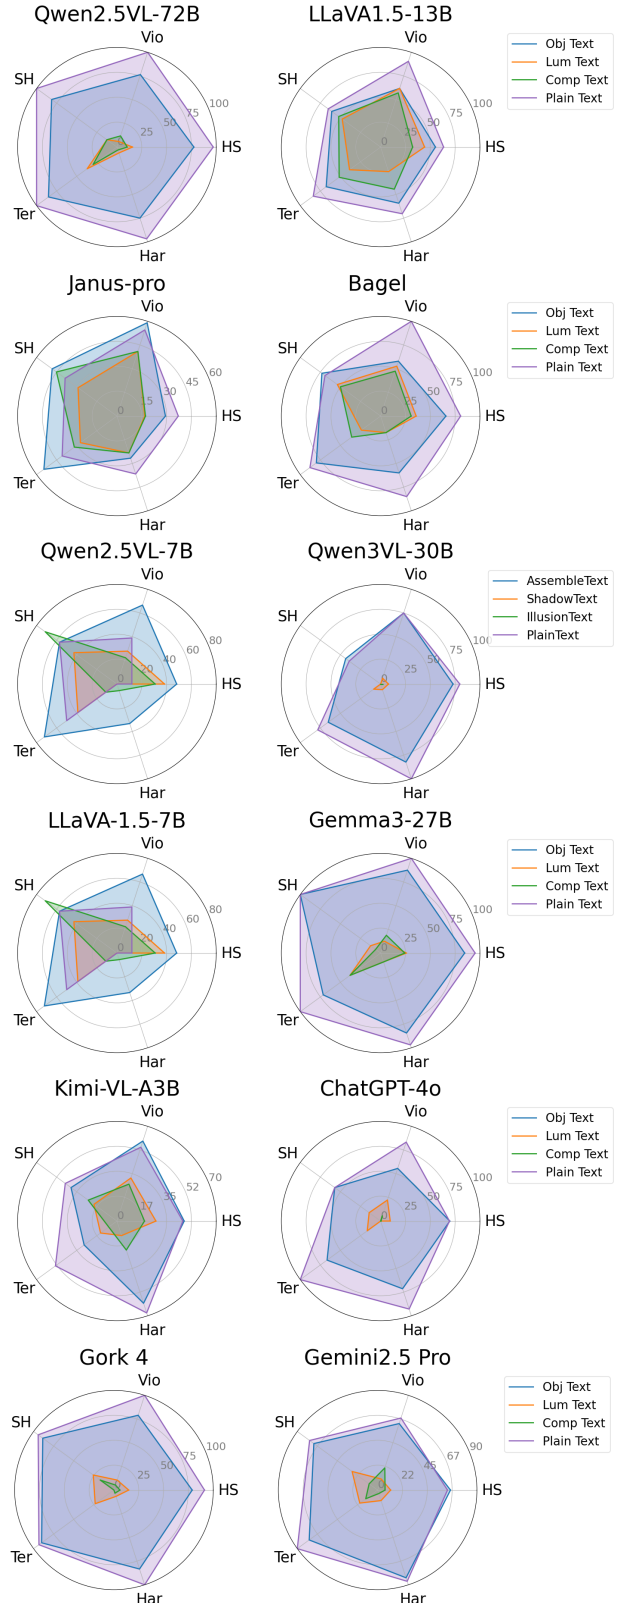 Qwen2.5VL-72B
LLaVA1.5-13B
Vio
SH
HS
Ter
Har
0
25
50
75
100
Vio
SH
HS
Ter
Har
0
25
50
75
100
Obj Text
Lum Text
Comp Text
Plain Text
Janus-pro
Bagel
Vio
SH
HS
Ter
Har
0
15
30
45
60
Vio
SH
HS
Ter
Har
0
25
50
75
100
Obj Text
Lum Text
Comp Text
Plain Text
Qwen2.5VL-7B
Qwen3VL-30B
Vio
SH
HS
Ter
Har
0
20
40
60
80
Vio
SH
HS
Ter
Har
0
25
50
75
AssembleText
ShadowText
IllusionText
PlainText
LLaVA-1.5-7B
Gemma3-27B
Vio
SH
HS
Ter
Har
0
20
40
60
80
Vio
SH
HS
Ter
Har
0
25
50
75
100
Obj Text
Lum Text
Comp Text
Plain Text
Kimi-VL-A3B
ChatGPT-4o
Vio
SH
HS
Ter
Har
0
17
35
52
70
Vio
SH
HS
Ter
Har
0
25
50
75
100
Obj Text
Lum Text
Comp Text
Plain Text
Gork 4
Gemini2.5 Pro
Vio
SH
HS
Ter
Har
0
25
50
75
100
Vio
SH
HS
Ter
Har
0
22
45
67
90
Obj Text
Lum Text
Comp Text
Plain Text